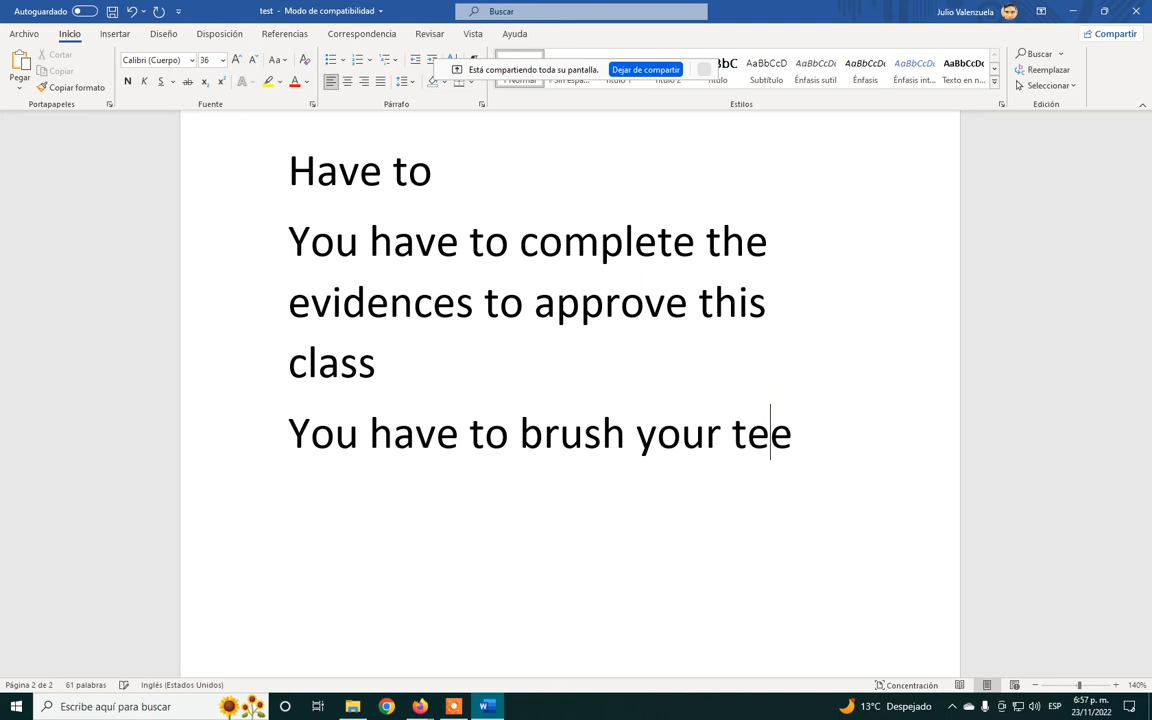 Autoguardado
test - Modo de compatibilidad
Buscar
Julio Valenzuela
Archivo Inicio Insertar Diseño Disposición Referencias Correspondencia Revisar Vista Ayuda Compartir
Pegar
Cortar
Copiar
Copiar formato
Calibri (Cuerpo) 36
Está compartiendo toda su pantalla. Dejar de compartir
AaBbCcD AaBbCcDc AaBbCcDc AaBbCcDc AaBbCcDc
Subtítulo Énfasis sutil Énfasis Énfasis int... Texto en n...
Buscar
Reemplazar
Seleccionar
Portapapeles Fuente Párrafo Estilos Edición
Have to
You have to complete the
evidences to approve this
class
You have to brush your tee
Página 2 de 2 61 palabras Inglés (Estados Unidos) Concentración 140%
Escribe aquí para buscar
13°C Despejado
ESP
6:57 p. m.
23/11/2022